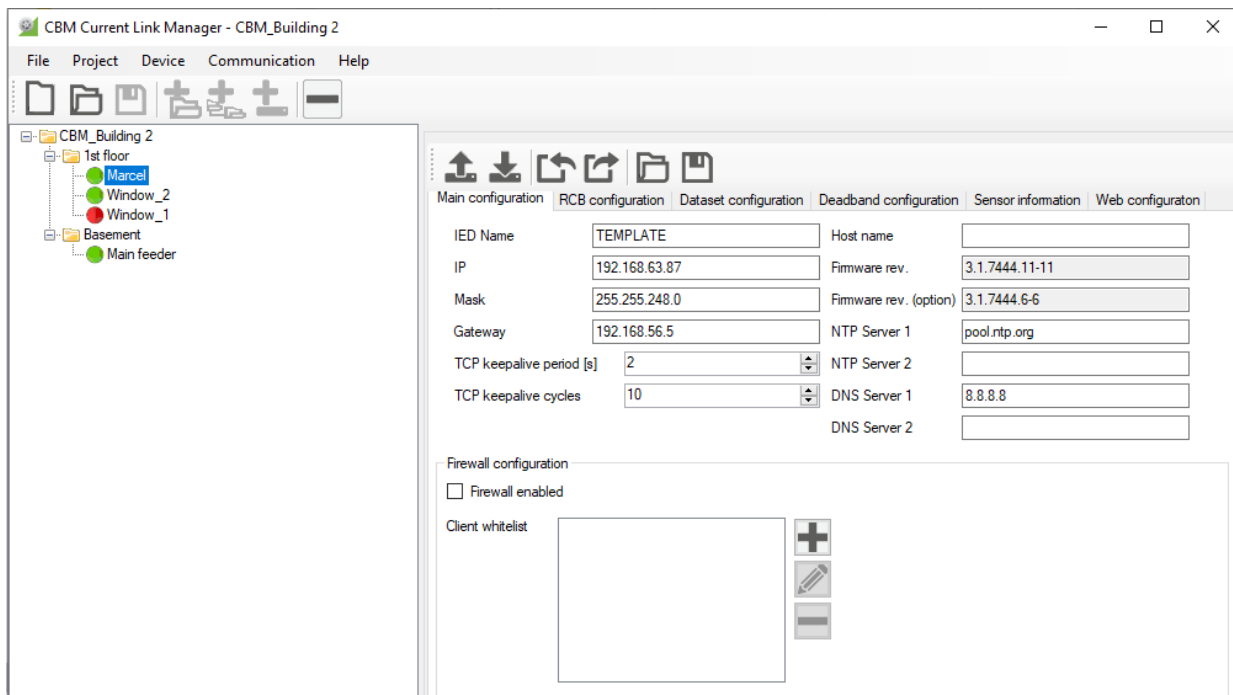 CBM Current Link Manager - CBM_Building 2
File Project Device Communication Help
CBM_Building 2
1st floor
Marcel
Window_2
Window_1
Basement
Main feeder
Main configuration RCB configuration Dataset configuration Deadband configuration Sensor information Web configuraton
IED Name TEMPLATE Host name
IP 192.168.63.87 Firmware rev. 3.1.7444.11-11
Mask 255.255.248.0 Firmware rev. (option) 3.1.7444.6-6
Gateway 192.168.56.5 NTP Server 1 pool.ntp.org
TCP keepalive period [s] 2 NTP Server 2
TCP keepalive cycles 10 DNS Server 1 8.8.8.8
DNS Server 2
Firewall configuration
Firewall enabled
Client whitelist